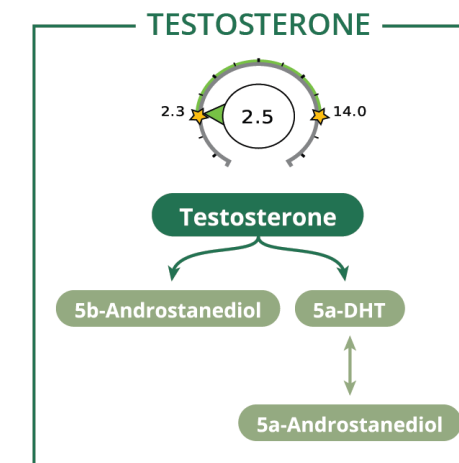 TESTOSTERONE
2.3
2.5
14.0
Testosterone
5b-Androstanediol
5a-DHT
5a-Androstanediol